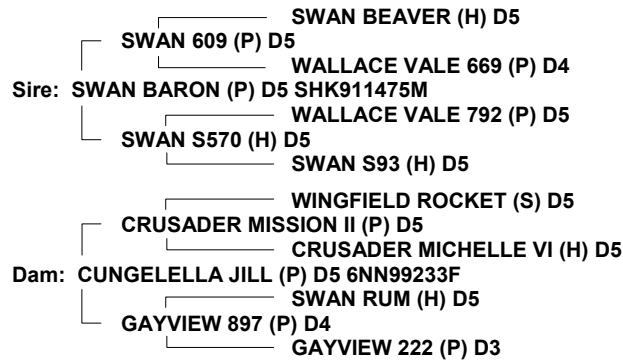 SWAN BEAVER (H) D5
SWAN 609 (P) D5
WALLACE VALE 669 (P) D4
Sire: SWAN BARON (P) D5 SHK911475M
WALLACE VALE 792 (P) D5
SWAN S570 (H) D5
SWAN S93 (H) D5
WINGFIELD ROCKET (S) D5
CRUSADER MISSION II (P) D5
CRUSADER MICHELLE VI (H) D5
Dam: CUNGELELLA JILL (P) D5 6NN99233F
SWAN RUM (H) D5
GAYVIEW 897 (P) D4
GAYVIEW 222 (P) D3